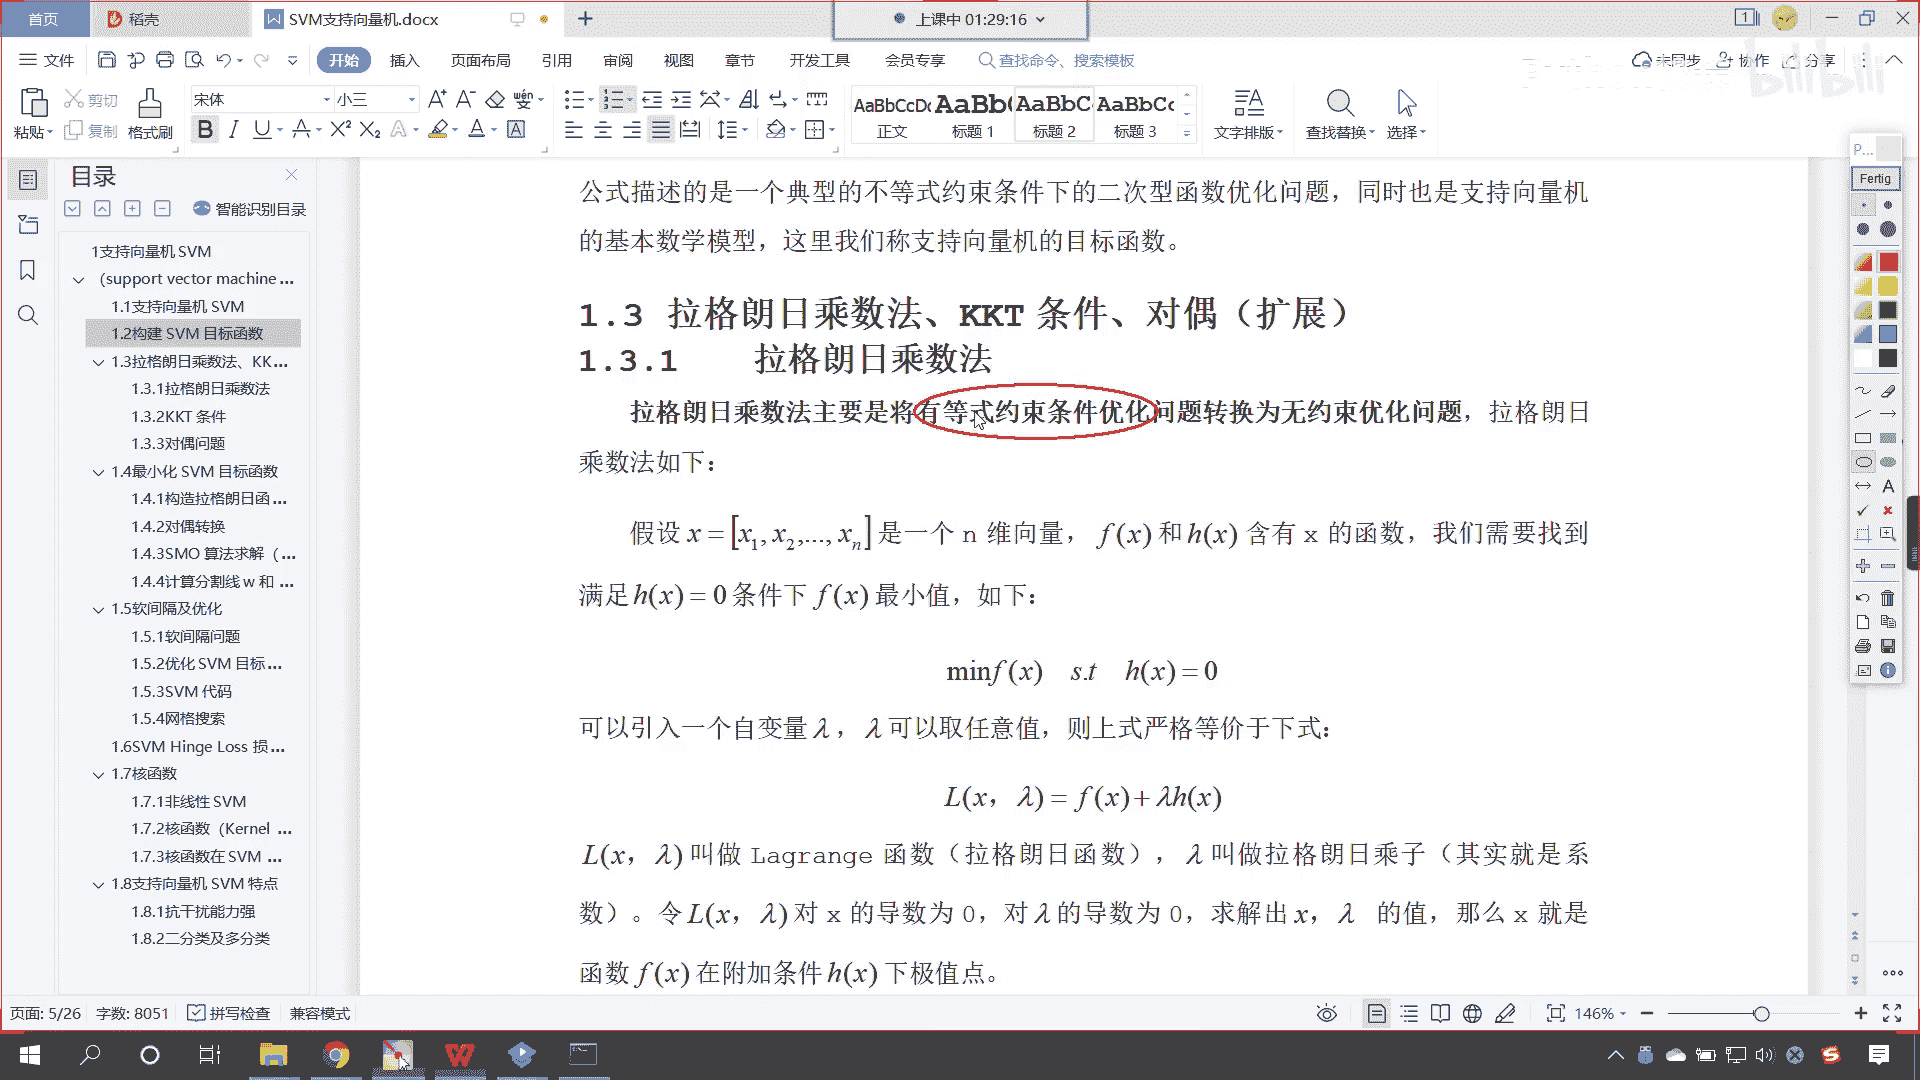 首页 稻壳 SVM支持向量机.docx 上课中 01:29:16
文件 开始 插入 页面布局 引用 审阅 视图 章节 开发工具 会员专享 查找命令、搜索模板 未同步 协作 分享
粘贴 剪切 复制 格式刷 宋体 小三
AaBbCcDc AaBb( AaBbC AaBbCc
正文 标题 1 标题 2 标题 3 文字排版 查找替换 选择
P...
Fertig
目录
智能识别目录
1支持向量机 SVM
(support vector machine ...
1.1支持向量机 SVM
1.2构建 SVM 目标函数
1.3拉格朗日乘数法、KK...
1.3.1拉格朗日乘数法
1.3.2KKT 条件
1.3.3对偶问题
1.4最小化 SVM 目标函数
1.4.1构造拉格朗日函 ...
1.4.2对偶转换
1.4.3SMO 算法求解（ ...
1.4.4计算分割线 w 和 ...
1.5软间隔及优化
1.5.1软间隔问题
1.5.2优化 SVM 目标 ...
1.5.3SVM 代码
1.5.4网格搜索
1.6SVM Hinge Loss 损 ...
1.7核函数
1.7.1非线性 SVM
1.7.2核函数（Kernel ...
1.7.3核函数在 SVM ...
1.8支持向量机 SVM 特点
1.8.1抗干扰能力强
1.8.2二分类及多分类
公式描述的是一个典型的不等式约束条件下的二次型函数优化问题，同时也是支持向量机
的基本数学模型，这里我们称支持向量机的目标函数。
1.3 拉格朗日乘数法、KKT 条件、对偶（扩展）
1.3.1 拉格朗日乘数法
拉格朗日乘数法主要是将有等式约束条件优化问题转换为无约束优化问题，拉格朗日
乘数法如下：
假设 x = [x₁, x₂,..., xₙ] 是一个 n 维向量， f(x) 和 h(x) 含有 x 的函数，我们需要找到
满足 h(x) = 0 条件下 f(x) 最小值，如下：
minf(x) s.t h(x) = 0
可以引入一个自变量 λ，λ 可以取任意值，则上式严格等价于下式：
L(x，λ) = f(x) + λh(x)
L(x，λ) 叫做 Lagrange 函数（拉格朗日函数），λ 叫做拉格朗日乘子（其实就是系
数）。令 L(x，λ) 对 x 的导数为 0，对 λ 的导数为 0，求解出 x，λ 的值，那么 x 就是
函数 f(x) 在附加条件 h(x) 下极值点。
页面: 5/26 字数: 8051 拼写检查 兼容模式 146%